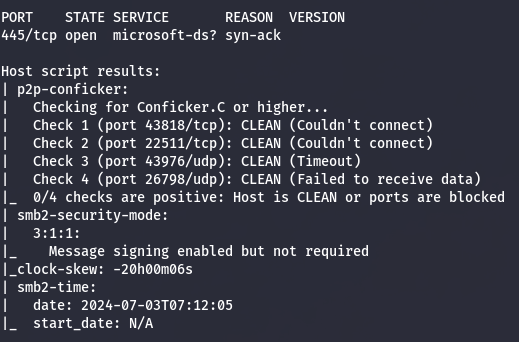 PORT    STATE SERVICE       REASON  VERSION
445/tcp open  microsoft-ds? syn-ack
Host script results:
| p2p-conficker:
|   Checking for Conficker.C or higher...
|   Check 1 (port 43818/tcp): CLEAN (Couldn't connect)
|   Check 2 (port 22511/tcp): CLEAN (Couldn't connect)
|   Check 3 (port 43976/udp): CLEAN (Timeout)
|   Check 4 (port 26798/udp): CLEAN (Failed to receive data)
|_  0/4 checks are positive: Host is CLEAN or ports are blocked
| smb2-security-mode:
|   3:1:1:
|_    Message signing enabled but not required
|_clock-skew: -20h00m06s
| smb2-time:
|   date: 2024-07-03T07:12:05
|_  start_date: N/A